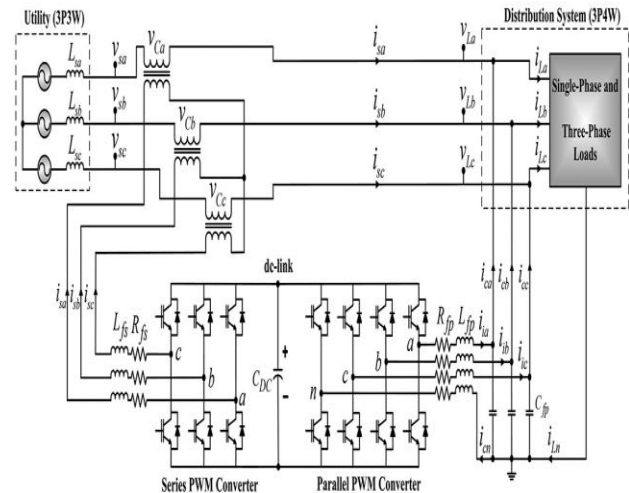 Utility (3P3W)
Distribution System (3P4W)
L_sa
v_sa
v_Ca
i_sa
v_La
i_La
L_sb
v_sb
v_Cb
i_sb
v_Lb
i_Lb
L_sc
v_sc
v_Cc
i_sc
v_Lc
i_Lc
Single-Phase and
Three-Phase
Loads
dc-link
i_sa
i_sb
i_sc
i_ca
i_cb
i_cc
L_fs
R_fs
R_fp
L_fp
i_ia
a
i_ib
b
i_ic
c
n
c
b
a
C_DC
+
-
C_fp
i_cn
i_Ln
Series PWM Converter
Parallel PWM Converter